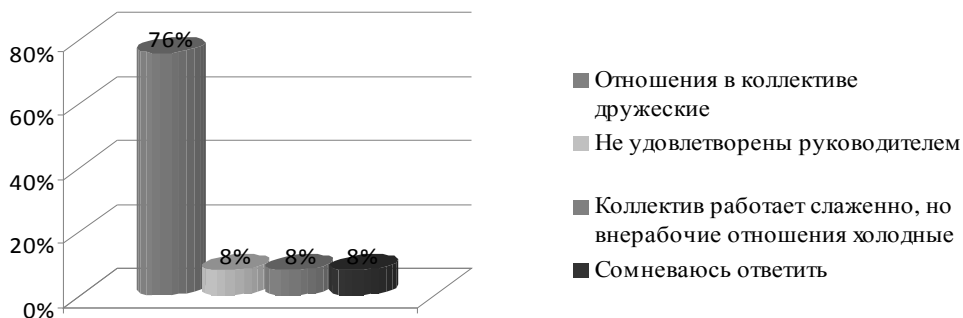 76%
80%
60%
40%
20%
0%
8%
8%
8%
Отношения в коллективе
дружеские
Не удовлетворены руководителем
Коллектив работает слаженно, но
внерабочие отношения холодные
Сомневаюсь ответить